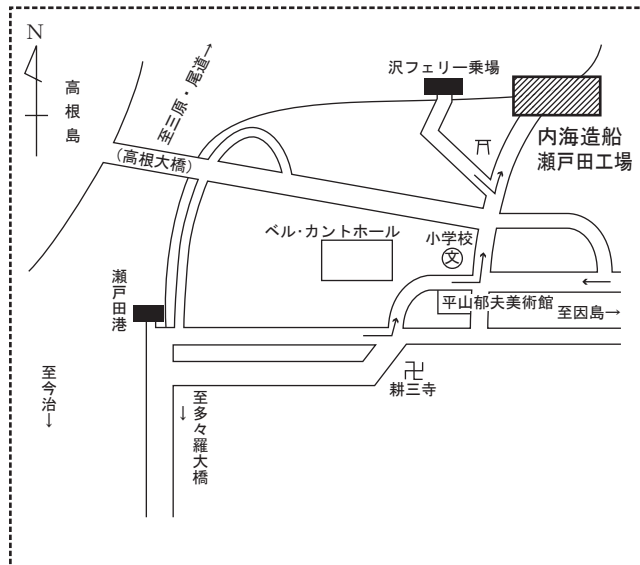 N
高根島
至三原・尾道→
(高根大橋)
沢フェリー乗場
内海造船
瀬戸田工場
ベル・カントホール
小学校
文
平山郁夫美術館
至因島→
瀬戸田港
耕三寺
至今治→
至多々羅大橋→